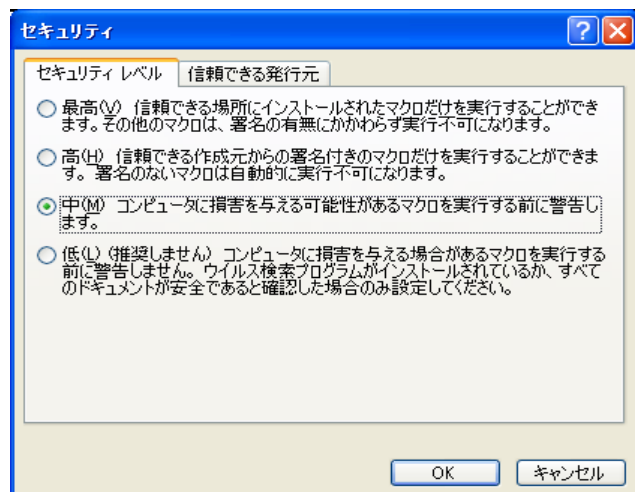 セキュリティ
セキュリティ レベル
信頼できる発行元
最高(V) 信頼できる場所にインストールされたマクロだけを実行することができ
ます。その他のマクロは、署名の有無にかかわらず実行不可になります。
高(H) 信頼できる作成元からの署名付きのマクロだけを実行することができま
す。署名のないマクロは自動的に実行不可になります。
中(M) コンピュータに損害を与える可能性があるマクロを実行する前に警告し
ます。
低(L) (推奨しません) コンピュータに損害を与える場合があるマクロを実行する
前に警告しません。ウイルス検索プログラムがインストールされているか、すべて
のドキュメントが安全であると確認した場合のみ設定してください。
OK
キャンセル